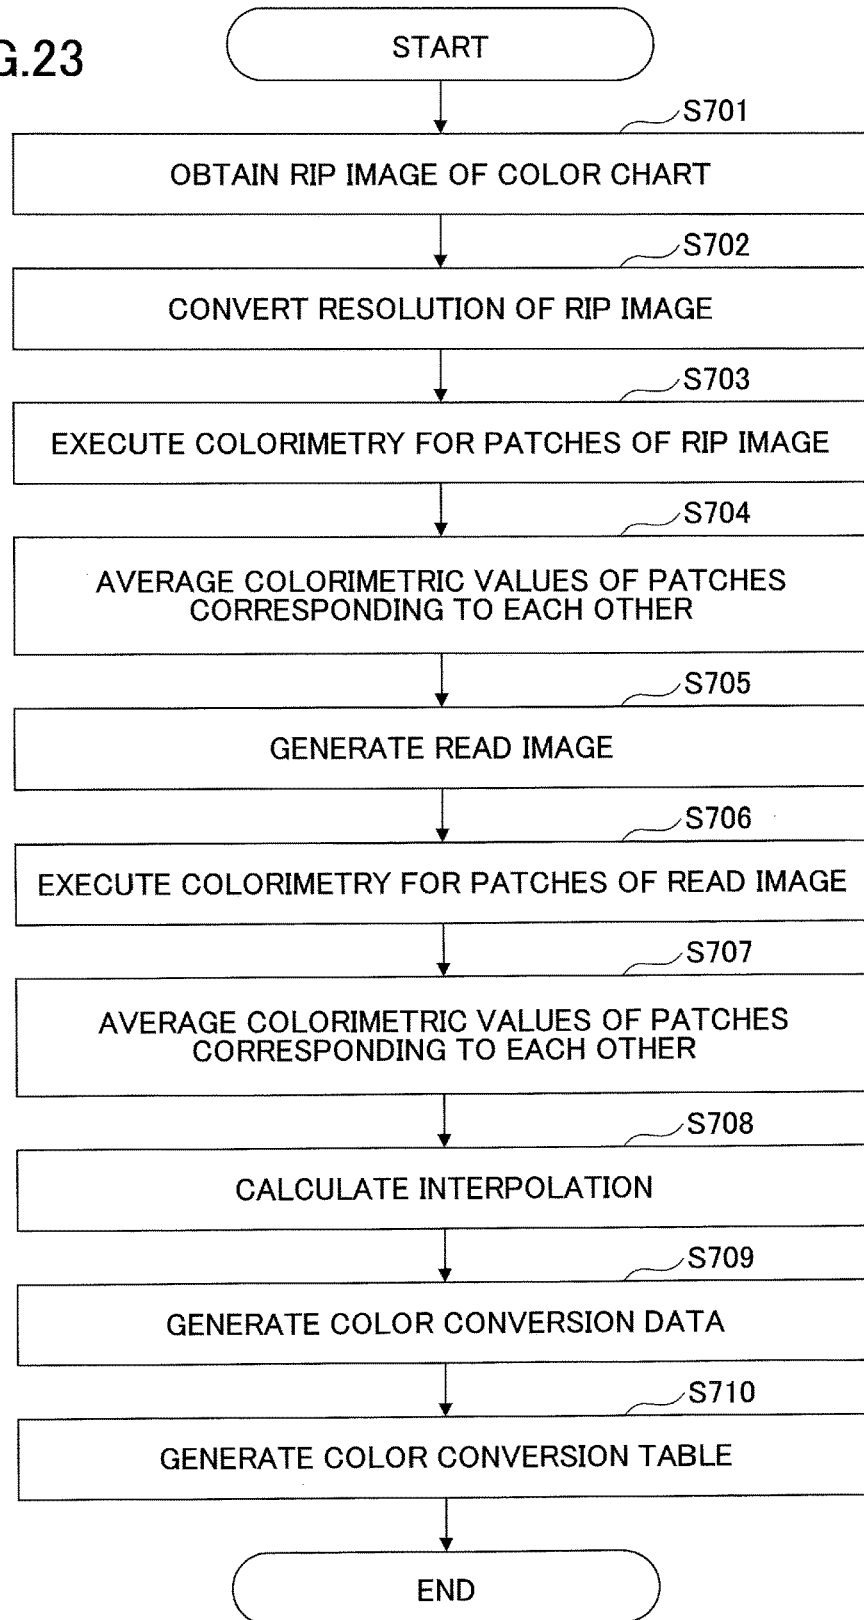 G.23
START
S701
OBTAIN RIP IMAGE OF COLOR CHART
S702
CONVERT RESOLUTION OF RIP IMAGE
S703
EXECUTE COLORIMETRY FOR PATCHES OF RIP IMAGE
S704
AVERAGE COLORIMETRIC VALUES OF PATCHES
CORRESPONDING TO EACH OTHER
S705
GENERATE READ IMAGE
S706
EXECUTE COLORIMETRY FOR PATCHES OF READ IMAGE
S707
AVERAGE COLORIMETRIC VALUES OF PATCHES
CORRESPONDING TO EACH OTHER
S708
CALCULATE INTERPOLATION
S709
GENERATE COLOR CONVERSION DATA
S710
GENERATE COLOR CONVERSION TABLE
END